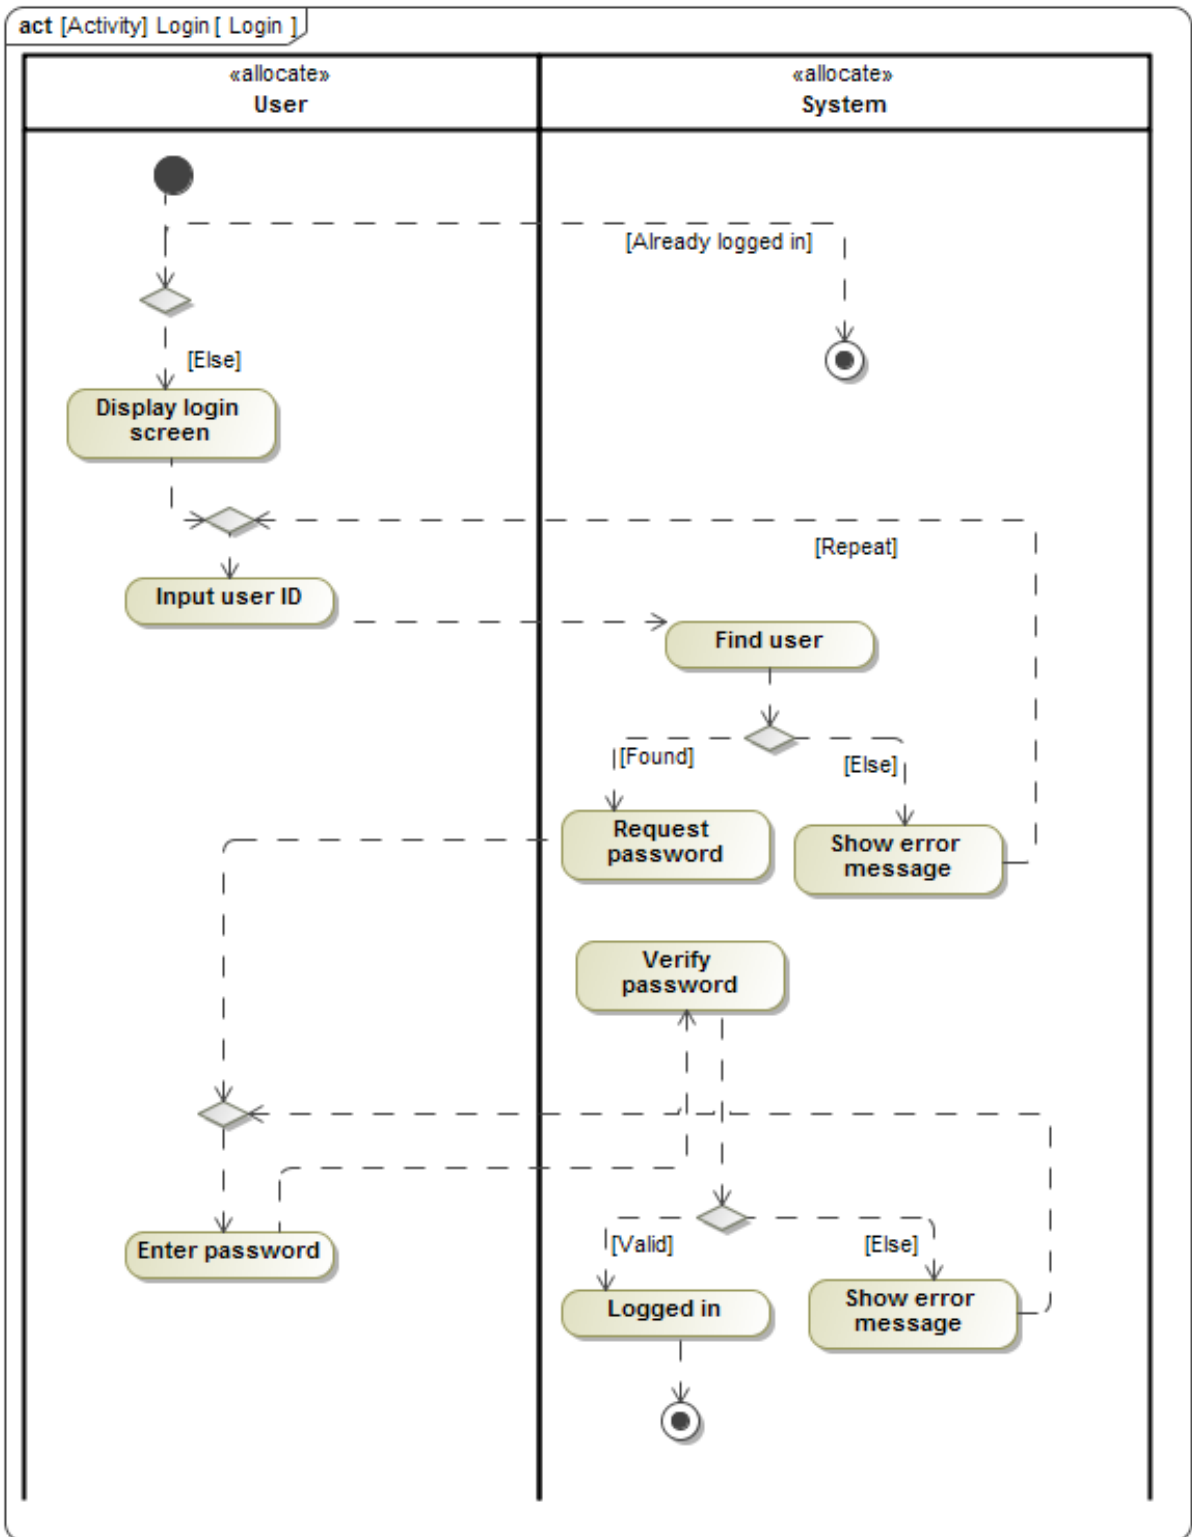 act [Activity] Login [ Login ]
«allocate»
User
«allocate»
System
[Already logged in]
[Else]
Display login
screen
[Repeat]
Input user ID
Find user
[Found]
[Else]
Request
password
Show error
message
Verify
password
Enter password
[Valid]
[Else]
Logged in
Show error
message